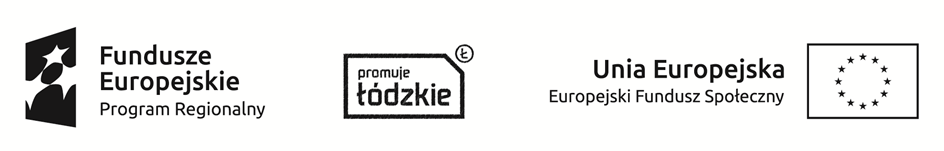 Fundusze
Europejskie
Program Regionalny
promuje
łódzkie
Ł
Unia Europejska
Europejski Fundusz Społeczny